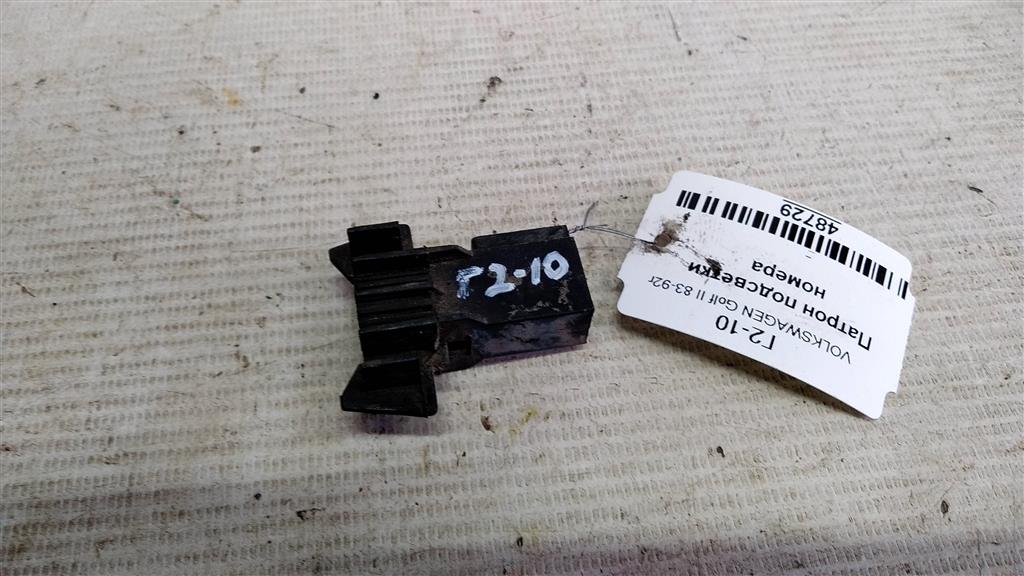 Г2-10
Г2-10
VOLKSWAGEN Golf II 83-92г
Патрон подсветки
номера
48729